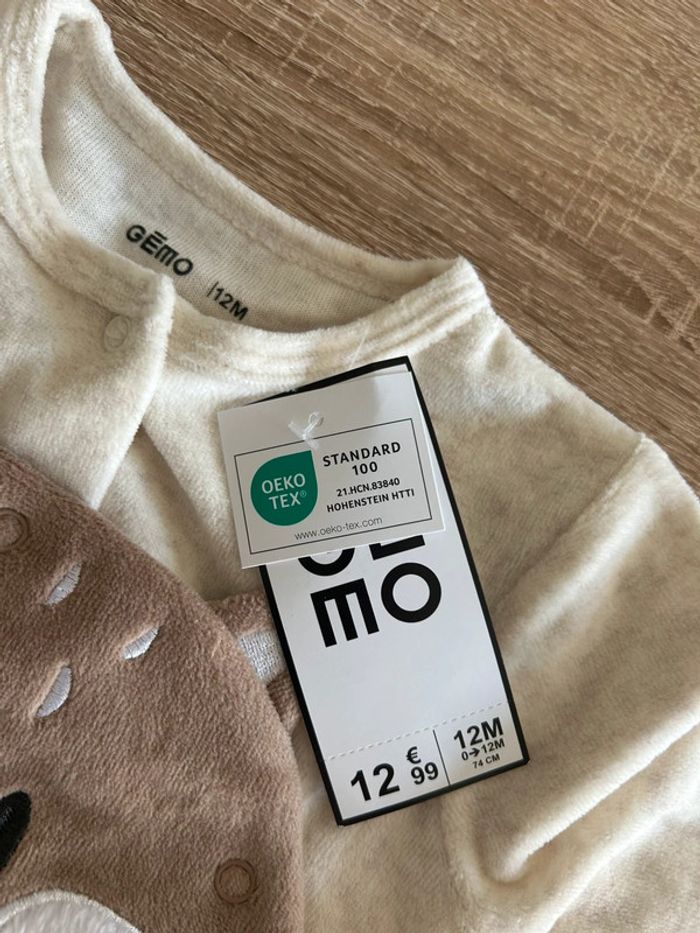 GĒMO
|12M
OEKO
TEX®
STANDARD
100
21.HCN.83840
HOHENSTEIN HTTI
www.oeko-tex.com
MO
12 €99
12M
0→12M
74 CM